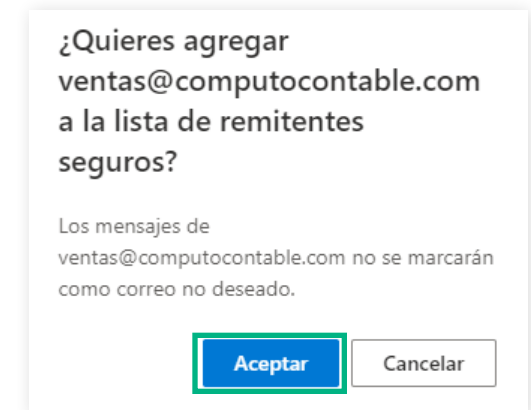 ¿Quieres agregar
ventas@computocontable.com
a la lista de remitentes
seguros?
Los mensajes de
ventas@computocontable.com no se marcarán
como correo no deseado.
Aceptar
Cancelar